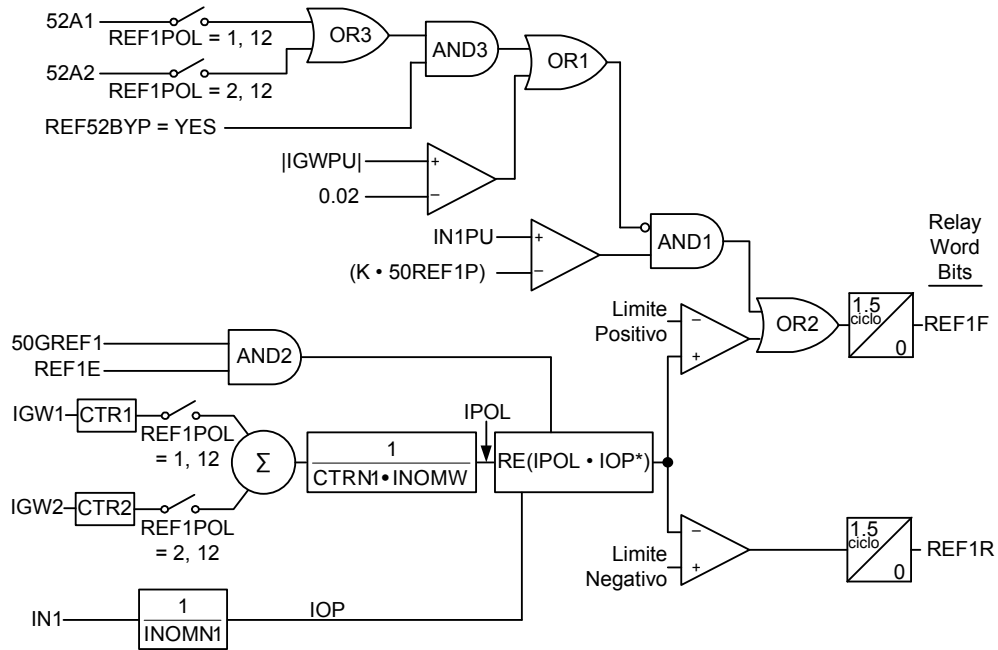 52A1
REF1POL = 1, 12
OR3
52A2
REF1POL = 2, 12
AND3
OR1
REF52BYP = YES
|IGWPU|
+
0.02
–
IN1PU
+
(K • 50REF1P)
–
AND1
Relay
Word
Bits
Limite
Positivo
–
+
OR2
1.5
ciclo
0
REF1F
50GREF1
REF1E
AND2
IGW1
CTR1
REF1POL
= 1, 12
Σ
1
CTRN1•INOMW
IPOL
RE(IPOL • IOP*)
IGW2
CTR2
REF1POL
= 2, 12
–
Limite
Negativo
+
1.5
ciclo
0
REF1R
IN1
1
INOMN1
IOP